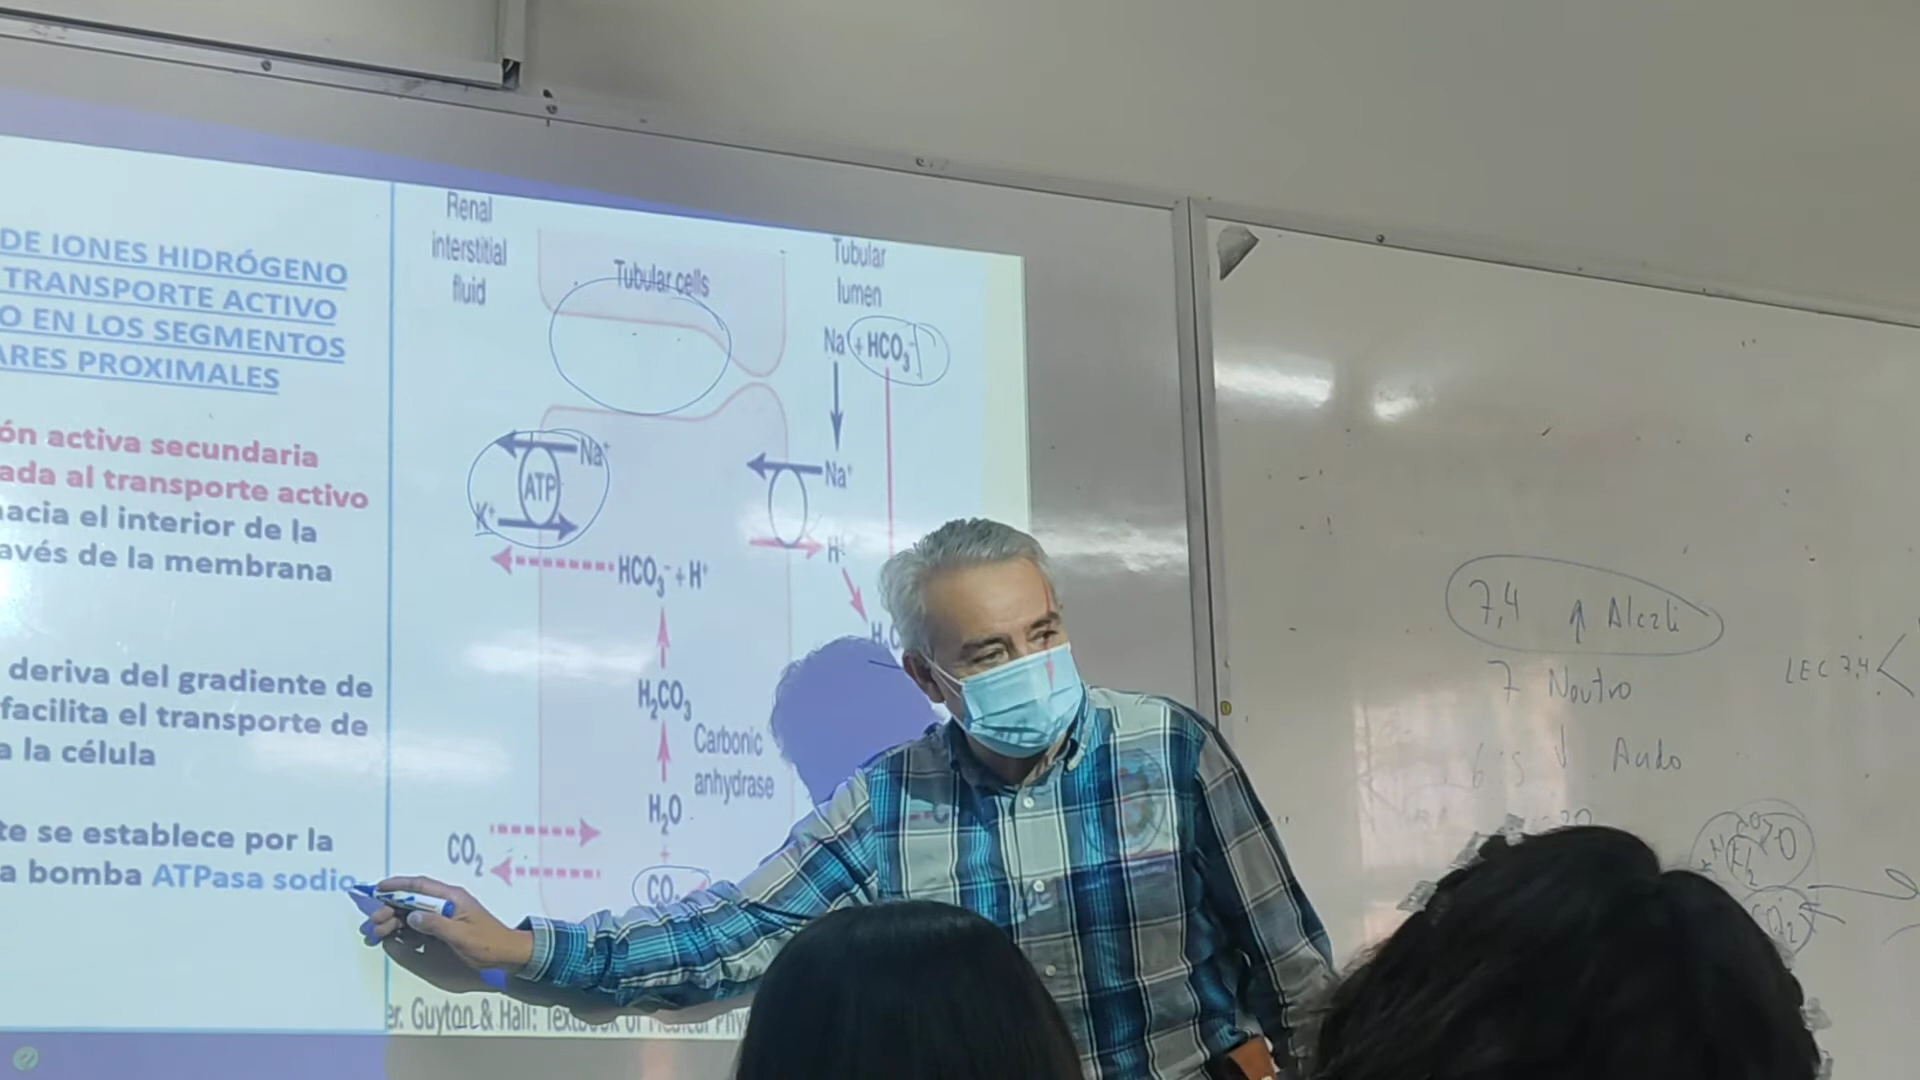 DE IONES HIDRÓGENO
TRANSPORTE ACTIVO
O EN LOS SEGMENTOS
ARES PROXIMALES
ón activa secundaria
ada al transporte activo
hacia el interior de la
avés de la membrana
deriva del gradiente de
facilita el transporte de
a la célula
te se establece por la
a bomba ATPasa sodio-
Renal
interstitial
fluid
Tubular cells
Tubular
lumen
Na + HCO₃⁻
Na⁺
ATP
K⁺
Na⁺
H⁺
HCO₃⁻ + H⁺
H₂CO₃
Carbonic
anhydrase
H₂O
+
CO₂
CO₂
er. Guyton & Hall: Textbook of Medical Phy
7,4 ↑ Alcali
7 Neutro
↓ Acido
LEC 7,4 <